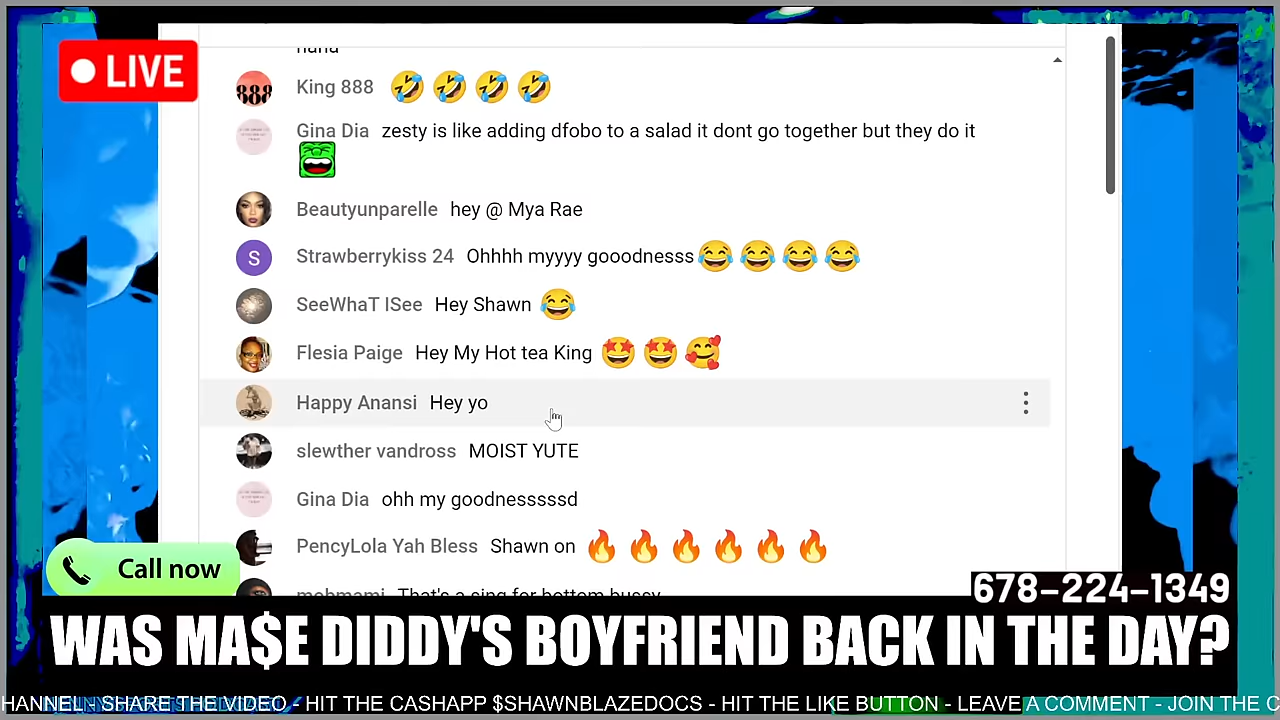 LIVE
King 888 🤣 🤣 🤣 🤣
888
Gina Dia zesty is like adding dfobo to a salad it dont go together but they do it
Beautyunparelle hey @ Mya Rae
S
Strawberrykiss 24 Ohhhh myyyy gooodnesss 😂 😂 😂 😂
SeeWhaT ISee Hey Shawn 😂
Flesia Paige Hey My Hot tea King 🤩 🤩 🥰
Happy Anansi Hey yo
slewther vandross MOIST YUTE
Gina Dia ohh my goodnesssssd
PencyLola Yah Bless Shawn on 🔥 🔥 🔥 🔥 🔥 🔥
Call now
678-224-1349
WAS MA$E DIDDY'S BOYFRIEND BACK IN THE DAY?
HANNEL - SHARE THE VIDEO - HIT THE CASHAPP $SHAWNBLAZEDOCS - HIT THE LIKE BUTTON - LEAVE A COMMENT - JOIN THE C